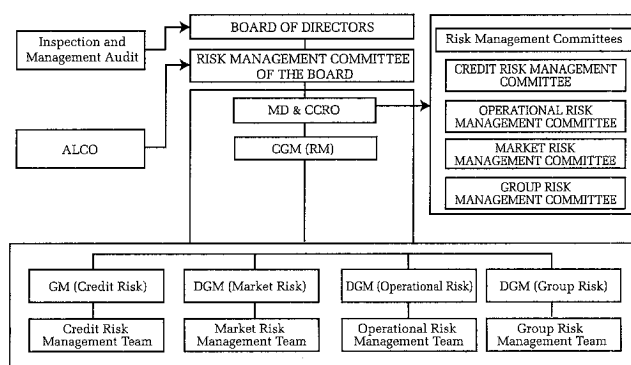 BOARD OF DIRECTORS
Inspection and
Management Audit
RISK MANAGEMENT COMMITTEE
OF THE BOARD
MD & CCRO
ALCO
CGM (RM)
Risk Management Committees
CREDIT RISK MANAGEMENT
COMMITTEE
OPERATIONAL RISK
MANAGEMENT COMMITTEE
MARKET RISK
MANAGEMENT COMMITTEE
GROUP RISK
MANAGEMENT COMMITTEE
GM (Credit Risk)
DGM (Market Risk)
DGM (Operational Risk)
DGM (Group Risk)
Credit Risk
Management Team
Market Risk
Management Team
Operational Risk
Management Team
Group Risk
Management Team